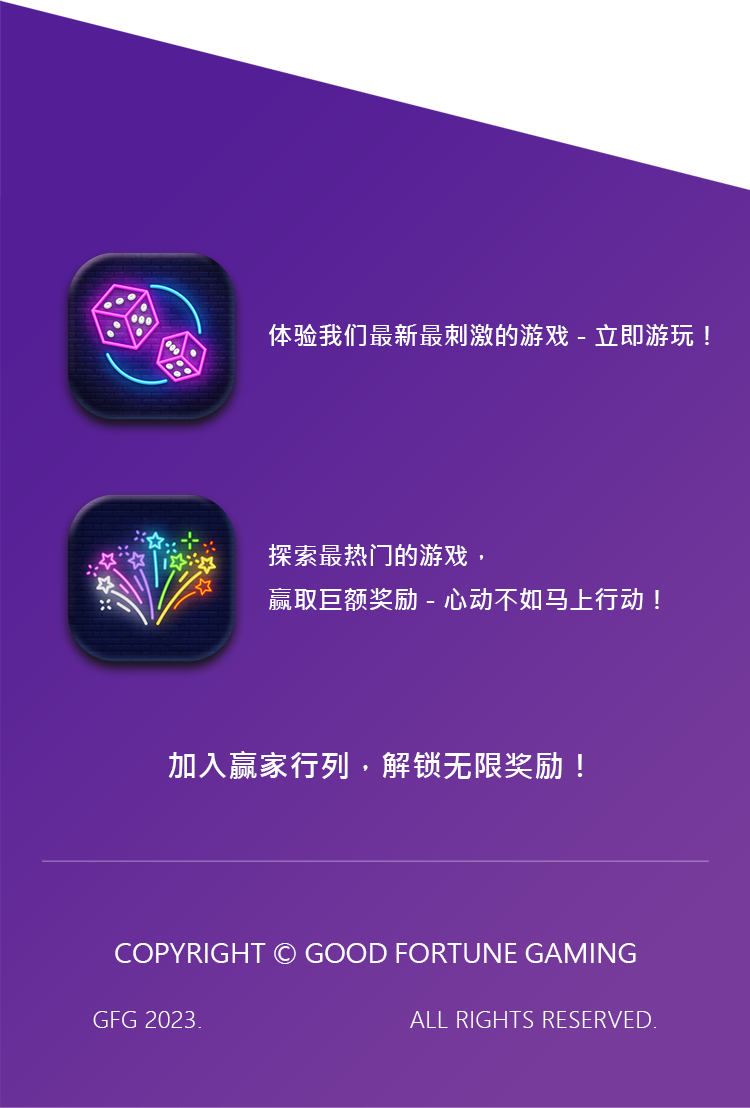 体验我们最新最刺激的游戏 - 立即游玩！
探索最热门的游戏，
赢取巨额奖励 - 心动不如马上行动！
加入赢家行列，解锁无限奖励！
COPYRIGHT © GOOD FORTUNE GAMING
GFG 2023. ALL RIGHTS RESERVED.